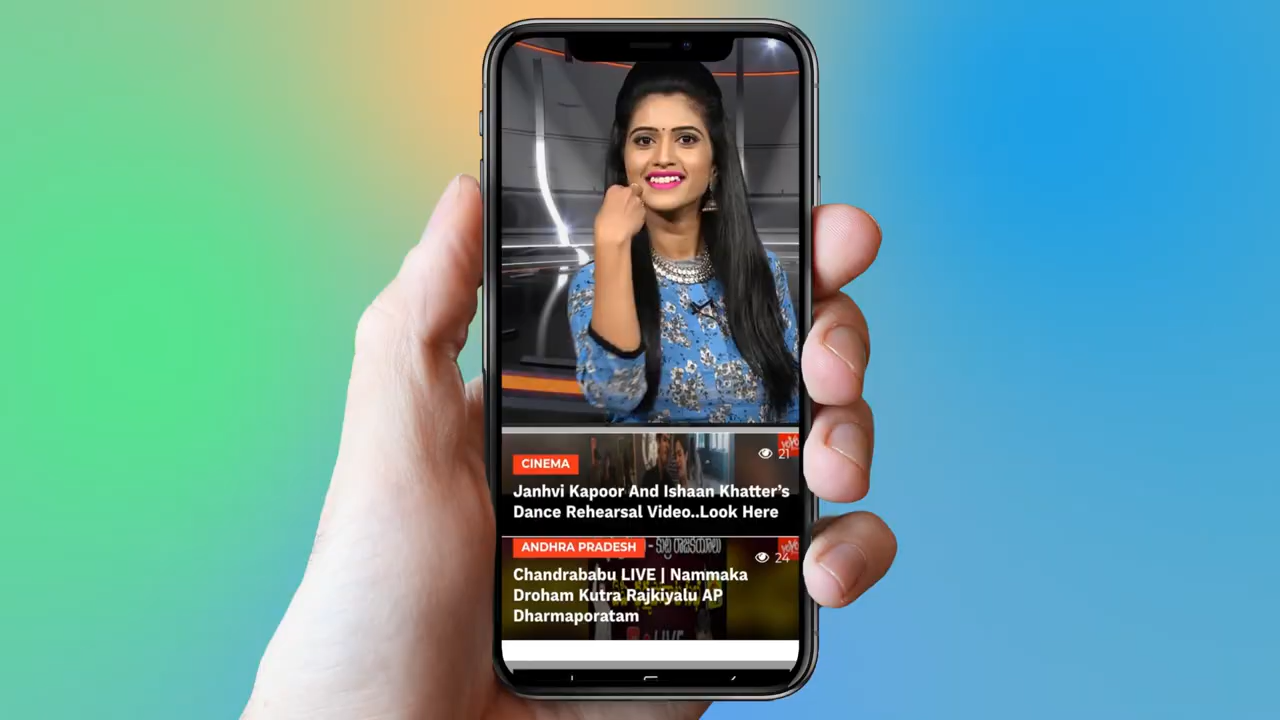 CINEMA
21
Janhvi Kapoor And Ishaan Khatter's
Dance Rehearsal Video..Look Here
ANDHRA PRADESH
24
Chandrababu LIVE | Nammaka
Droham Kutra Rajkiyalu AP
Dharmaporatam
LIVE